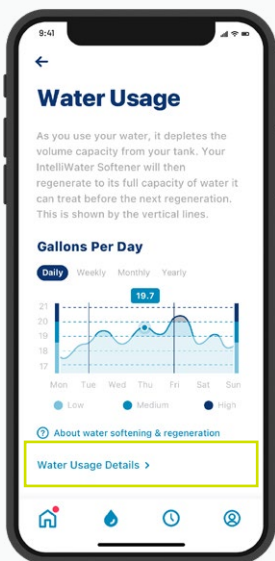 9:41
Water Usage
As you use your water, it depletes the
volume capacity from your tank. Your
IntelliWater Softener will then
regenerate to its full capacity of water it
can treat before the next regeneration.
This is shown by the vertical lines.
Gallons Per Day
Daily Weekly Monthly Yearly
19.7
21
20
19
18
17
Mon Tue Wed Thu Fri Sat Sun
Low Medium High
? About water softening & regeneration
Water Usage Details >